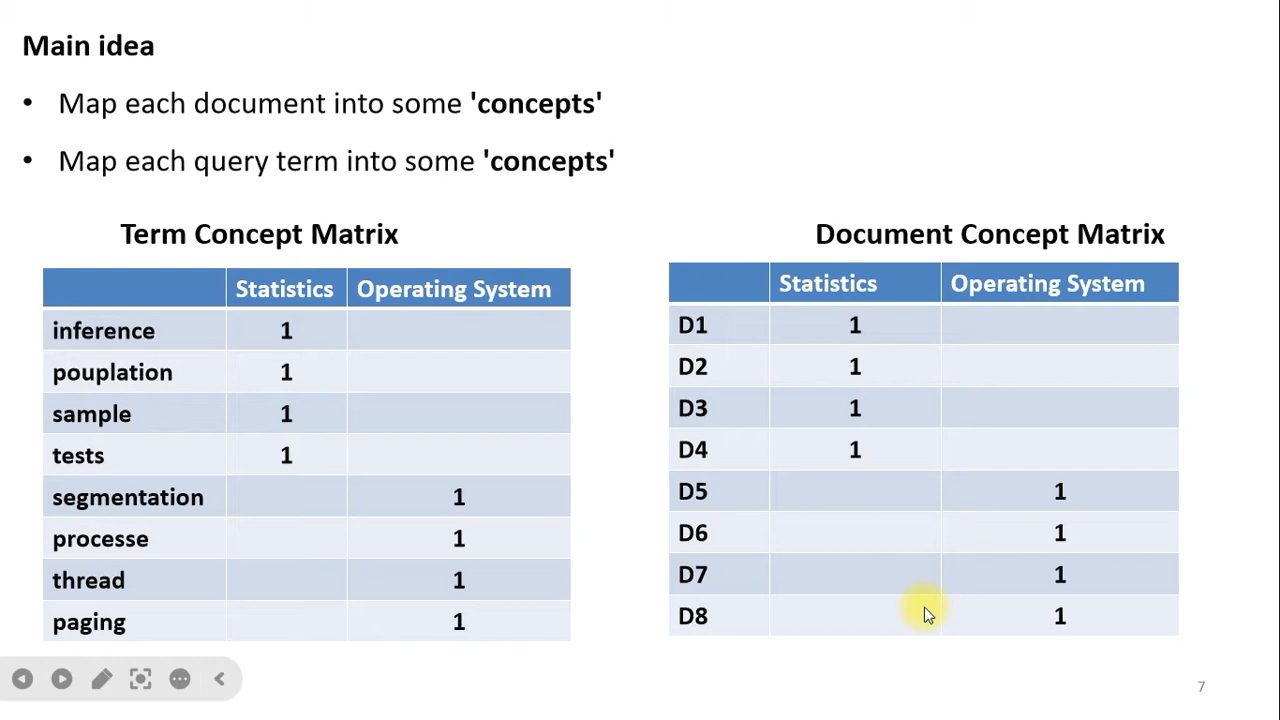 Main idea
• Map each document into some 'concepts'
• Map each query term into some 'concepts'
Term Concept Matrix
Statistics Operating System
inference 1
pouplation 1
sample 1
tests 1
segmentation 1
processe 1
thread 1
paging 1
Document Concept Matrix
Statistics Operating System
D1 1
D2 1
D3 1
D4 1
D5 1
D6 1
D7 1
D8 1
7